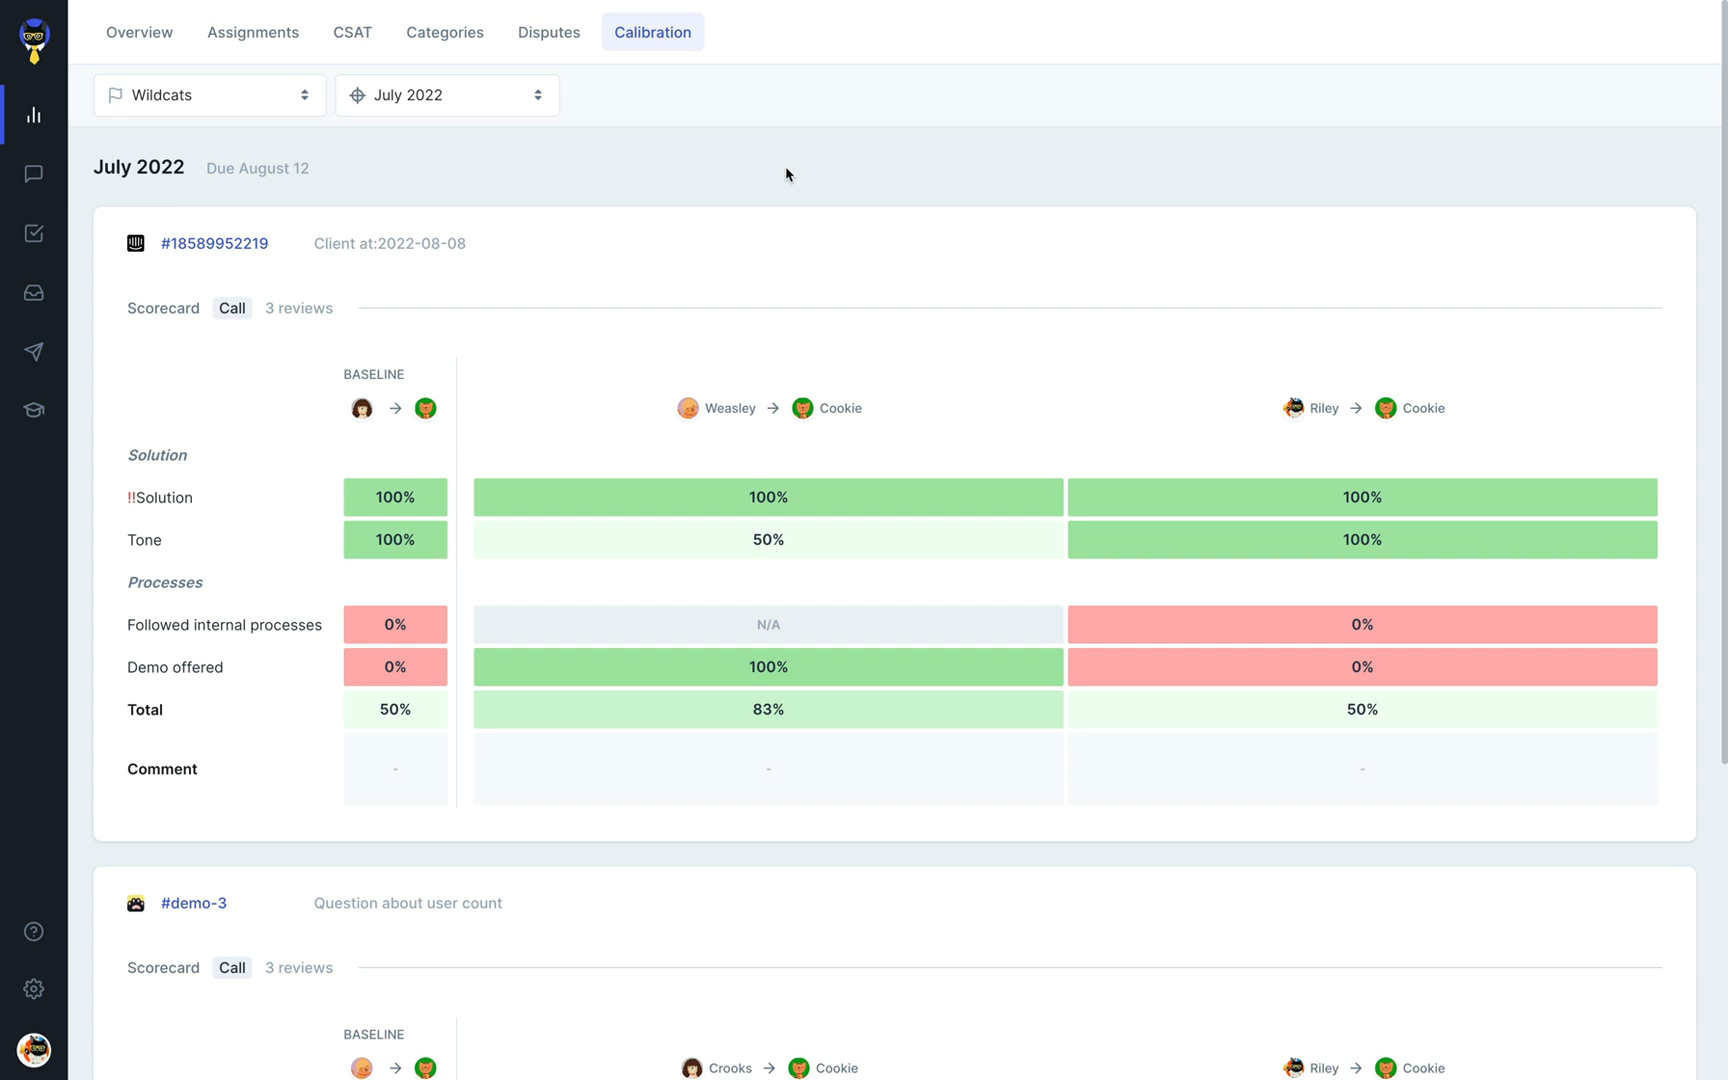 Overview Assignments CSAT Categories Disputes Calibration
Wildcats July 2022
July 2022 Due August 12
#18589952219 Client at:2022-08-08
Scorecard Call 3 reviews
BASELINE
Weasley → Cookie Riley → Cookie
Solution
!!Solution 100% 100% 100%
Tone 100% 50% 100%
Processes
Followed internal processes 0% N/A 0%
Demo offered 0% 100% 0%
Total 50% 83% 50%
Comment - - -
#demo-3 Question about user count
Scorecard Call 3 reviews
BASELINE
Crooks → Cookie Riley → Cookie